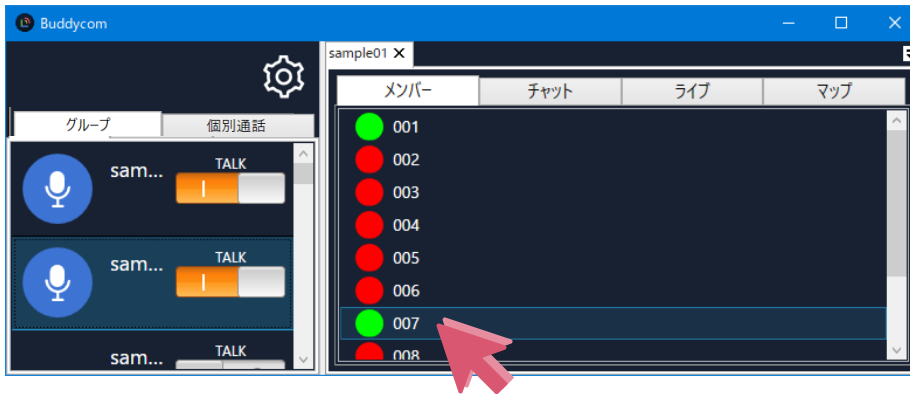 Buddycom
sample01
メンバー
チャット
ライブ
マップ
グループ
個別通話
sam...
TALK
sam...
TALK
sam...
TALK
001
002
003
004
005
006
007
008